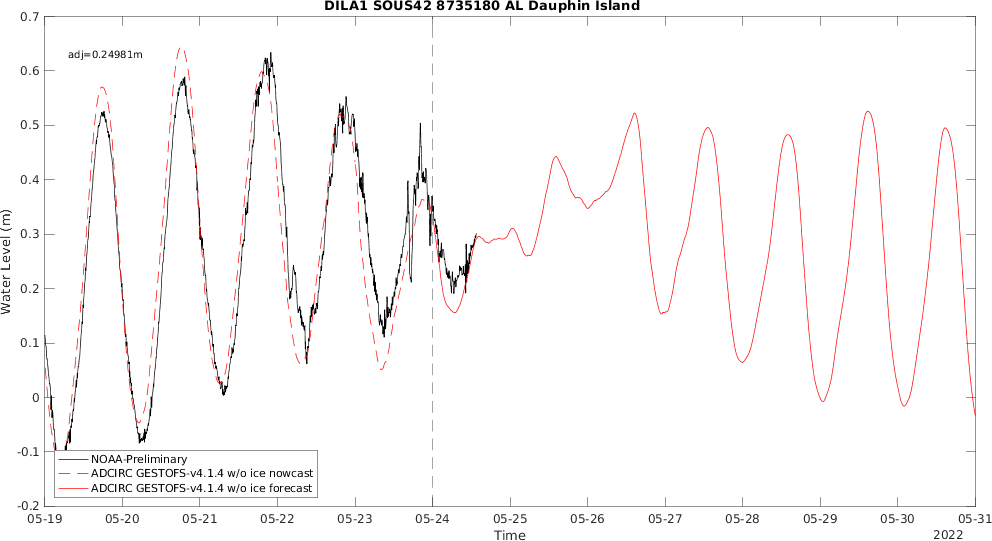 DILA1 SOUS42 8735180 AL Dauphin Island
adj=0.24981m
0.7
0.6
0.5
0.4
0.3
0.2
0.1
0
-0.1
-0.2
Water Level (m)
NOAA-Preliminary
ADCIRC GESTOFS-v4.1.4 w/o ice nowcast
ADCIRC GESTOFS-v4.1.4 w/o ice forecast
05-19 05-20 05-21 05-22 05-23 05-24 05-25 05-26 05-27 05-28 05-29 05-30 05-31
Time
2022